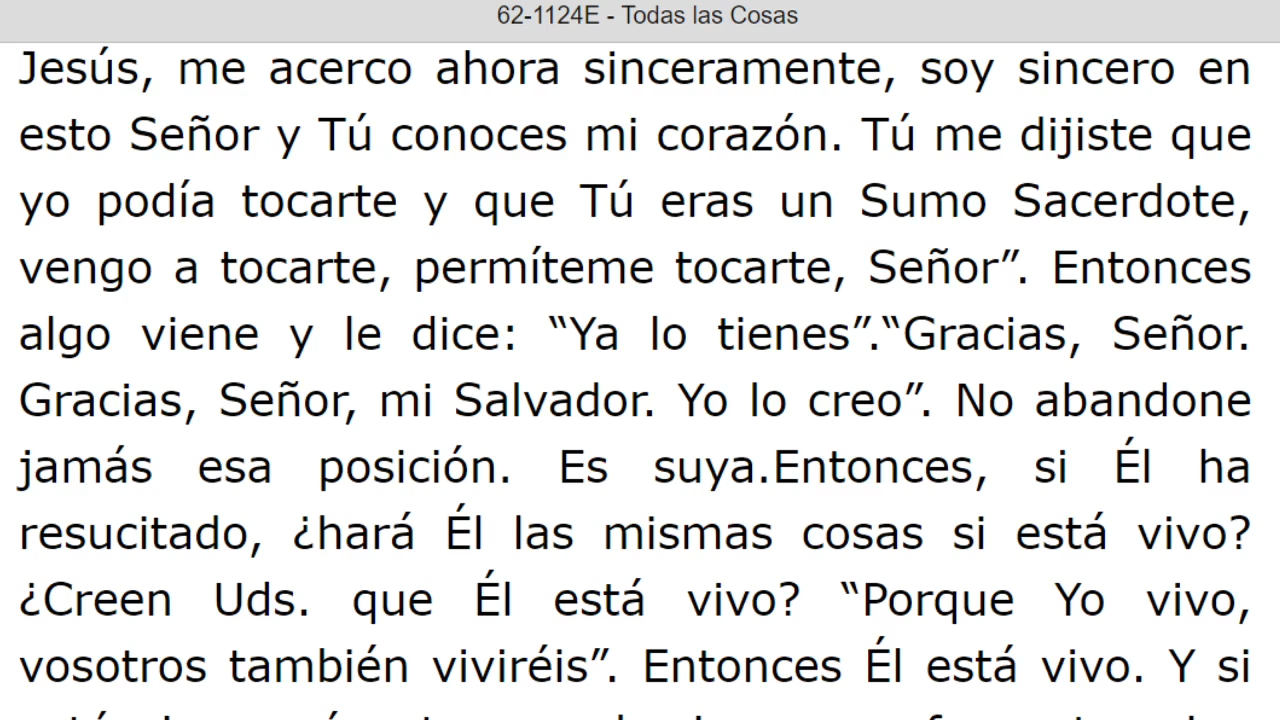 62-1124E - Todas las Cosas
Jesús, me acerco ahora sinceramente, soy sincero en
esto Señor y Tú conoces mi corazón. Tú me dijiste que
yo podía tocarte y que Tú eras un Sumo Sacerdote,
vengo a tocarte, permíteme tocarte, Señor”. Entonces
algo viene y le dice: “Ya lo tienes”.“Gracias, Señor.
Gracias, Señor, mi Salvador. Yo lo creo”. No abandone
jamás esa posición. Es suya.Entonces, si Él ha
resucitado, ¿hará Él las mismas cosas si está vivo?
¿Creen Uds. que Él está vivo? “Porque Yo vivo,
vosotros también viviréis”. Entonces Él está vivo. Y si